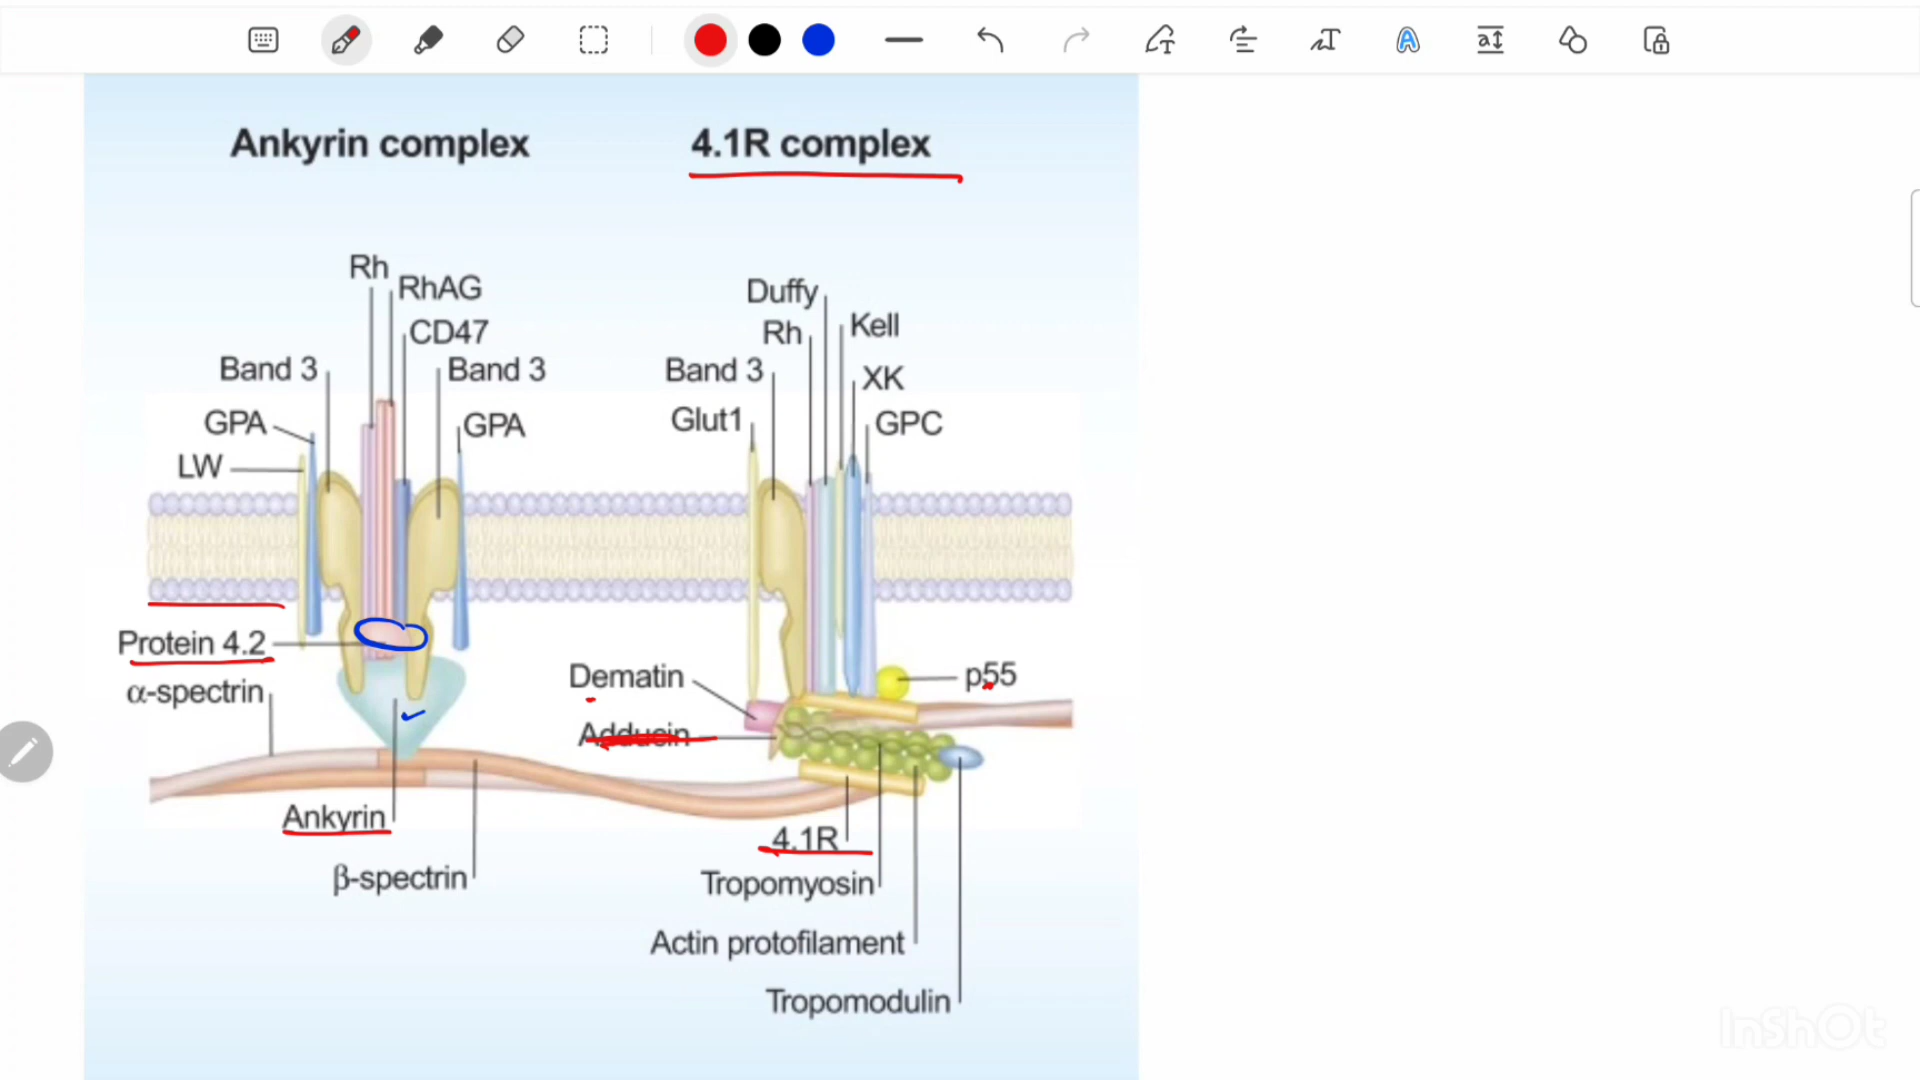 Ankyrin complex
4.1R complex
Rh
RhAG
CD47
Band 3
Band 3
GPA
GPA
LW
Protein 4.2
α-spectrin
Ankyrin
β-spectrin
Duffy
Rh
Kell
Band 3
XK
Glut1
GPC
Dematin
p55
Adducin
4.1R
Tropomyosin
Actin protofilament
Tropomodulin
InShOt